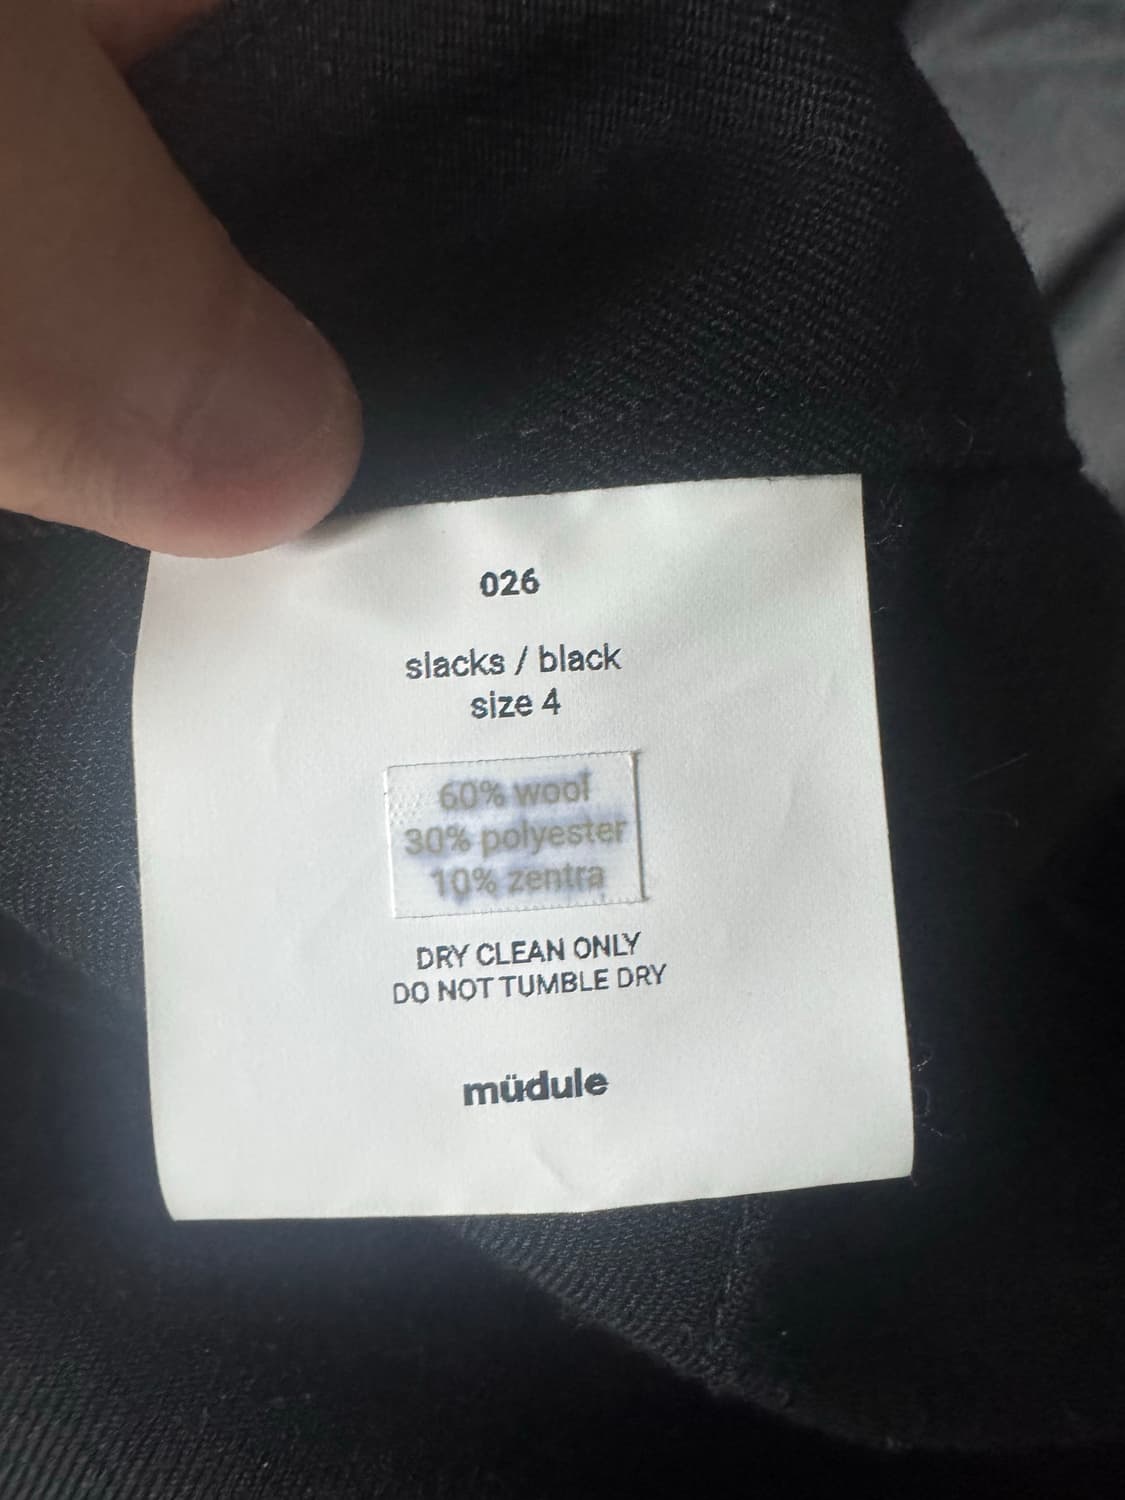 026
slacks / black
size 4
60% wool
30% polyester
10% zentra
DRY CLEAN ONLY
DO NOT TUMBLE DRY
müdule